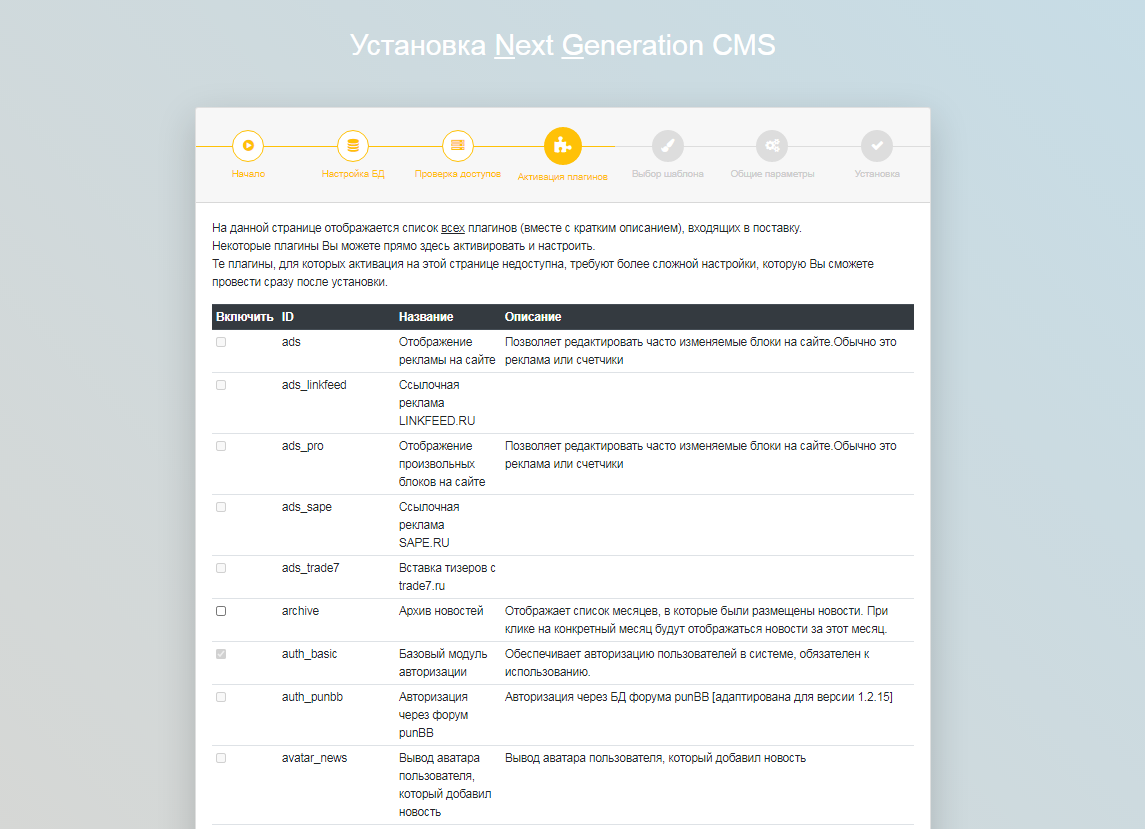 Установка Next Generation CMS
Начало
Настройка БД
Проверка доступов
Активация плагинов
Выбор шаблона
Общие параметры
Установка
На данной странице отображается список всех плагинов (вместе с кратким описанием), входящих в поставку.
Некоторые плагины Вы можете прямо здесь активировать и настроить.
Те плагины, для которых активация на этой странице недоступна, требуют более сложной настройки, которую Вы сможете
провести сразу после установки.
Включить ID Название Описание
ads Отображение Позволяет редактировать часто изменяемые блоки на сайте.Обычно это
рекламы на сайте реклама или счетчики
ads_linkfeed Ссылочная
реклама
LINKFEED.RU
ads_pro Отображение Позволяет редактировать часто изменяемые блоки на сайте.Обычно это
произвольных реклама или счетчики
блоков на сайте
ads_sape Ссылочная
реклама
SAPE.RU
ads_trade7 Вставка тизеров с
trade7.ru
archive Архив новостей Отображает список месяцев, в которые были размещены новости. При
клике на конкретный месяц будут отображаться новости за этот месяц.
auth_basic Базовый модуль Обеспечивает авторизацию пользователей в системе, обязателен к
авторизации использованию.
auth_punbb Авторизация Авторизация через БД форума punBB [адаптирована для версии 1.2.15]
через форум
punBB
avatar_news Вывод аватара Вывод аватара пользователя, который добавил новость
пользователя,
который добавил
новость